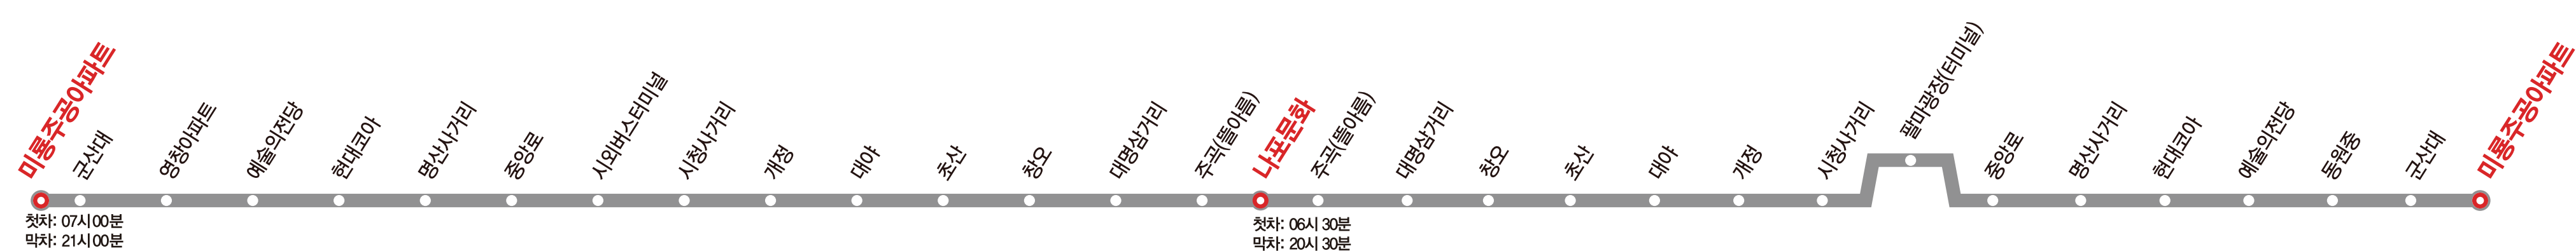 미룡주공아파트
군산대
영창아파트
예술의전당
현대코아
명산사거리
중앙로
시외버스터미널
시청사거리
개정
대야
초산
창오
대명삼거리
주곡(뜰아름)
나포문화
주곡(뜰아름)
대명삼거리
창오
초산
대야
개정
시청사거리
팔마광장(터미널)
중앙로
명산사거리
현대코아
예술의전당
동원중
군산대
미룡주공아파트
첫차: 07시 00분
막차: 21시 00분
첫차: 06시 30분
막차: 20시 30분